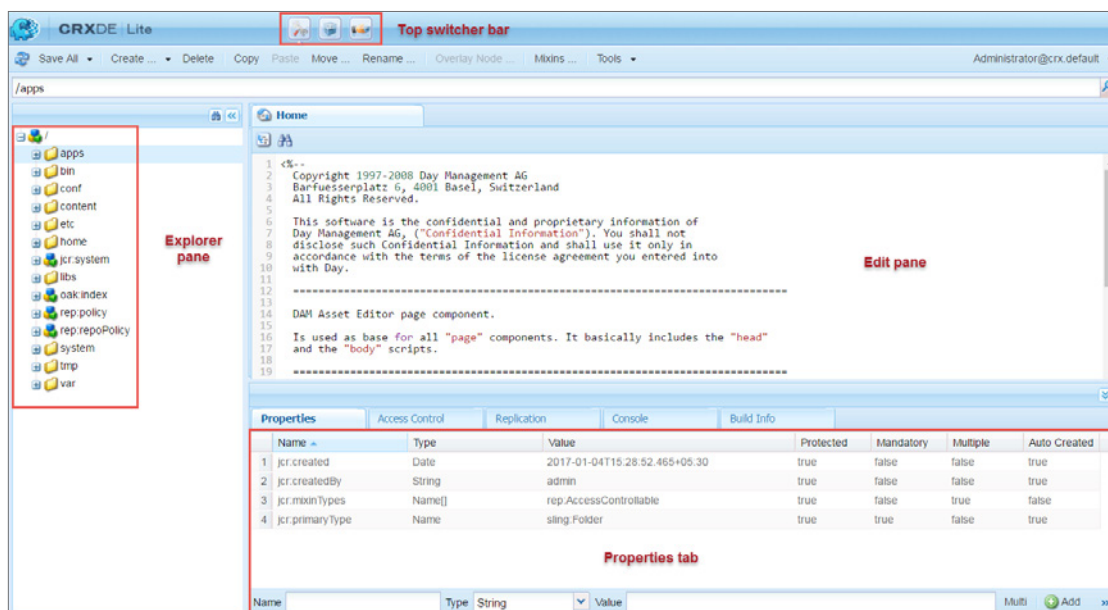 CRXDE | Lite
Top switcher bar
Save All Create ... Delete Copy Paste Move ... Rename ... Overlay Node ... Mixins ... Tools Administrator@crx.default
/apps
/
apps
bin
conf
content
etc
home
jcr:system
libs
oak:index
rep:policy
rep:repoPolicy
system
tmp
var
Explorer
pane
Home
1 <%--
2 Copyright 1997-2008 Day Management AG
3 Barfuesserplatz 6, 4001 Basel, Switzerland
4 All Rights Reserved.
5
6 This software is the confidential and proprietary information of
7 Day Management AG, ("Confidential Information"). You shall not
8 disclose such Confidential Information and shall use it only in
9 accordance with the terms of the license agreement you entered into
10 with Day.
11
12 ==============================================================================
13
14 DAM Asset Editor page component.
15
16 Is used as base for all "page" components. It basically includes the "head"
17 and the "body" scripts.
18
19 ==============================================================================
Edit pane
Properties Access Control Replication Console Build Info
Name Type Value Protected Mandatory Multiple Auto Created
1 jcr:created Date 2017-01-04T15:28:52.465+05:30 true false false true
2 jcr:createdBy String admin true false false true
3 jcr:mixinTypes Name[] rep:AccessControllable true false true false
4 jcr:primaryType Name sling:Folder true true false true
Properties tab
Name Type String Value Multi Add »